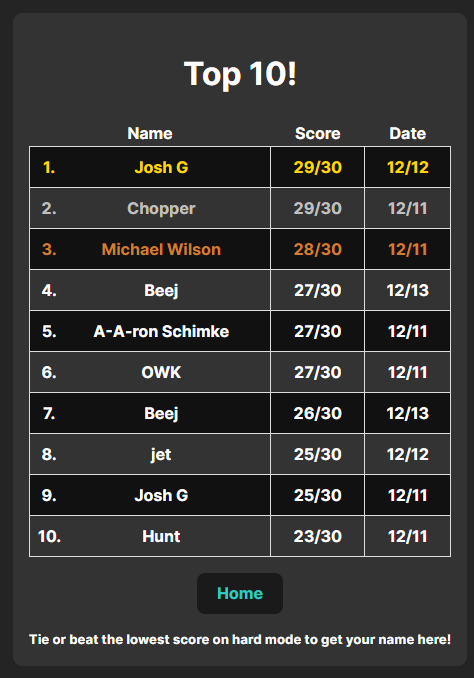 Top 10!
Name Score Date
1. Josh G 29/30 12/12
2. Chopper 29/30 12/11
3. Michael Wilson 28/30 12/11
4. Beej 27/30 12/13
5. A-A-ron Schimke 27/30 12/11
6. OWK 27/30 12/11
7. Beej 26/30 12/13
8. jet 25/30 12/12
9. Josh G 25/30 12/11
10. Hunt 23/30 12/11
Home
Tie or beat the lowest score on hard mode to get your name here!